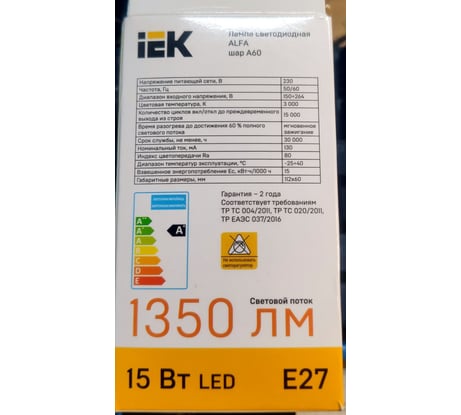 IEK
Лампа светодиодная
ALFA
шар А60
Напряжение питающей сети, В 230
Частота, Гц 50/60
Диапазон входного напряжения, В 150÷264
Цветовая температура, К 3 000
Количество циклов вкл/откл до преждевременного
выхода из строя 15 000
Время разогрева до достижения 60 % полного
светового потока мгновенное
зажигание
Срок службы, не менее, ч 30 000
Номинальный ток, мА 130
Индекс цветопередачи Ra 80
Диапазон температур эксплуатации, °C -25÷40
Взвешенное энергопотребление Ес, кВт·ч/1000 ч 15
Габаритные размеры, мм 112x60
Гарантия – 2 года
Соответствует требованиям
ТР ТС 004/2011, ТР ТС 020/2011,
ТР ЕАЭС 037/2016
A++
A+
A
B
C
D
E
A+
Не использовать
светорегулятор
Световой поток
1350 лм
15 Вт LED E27